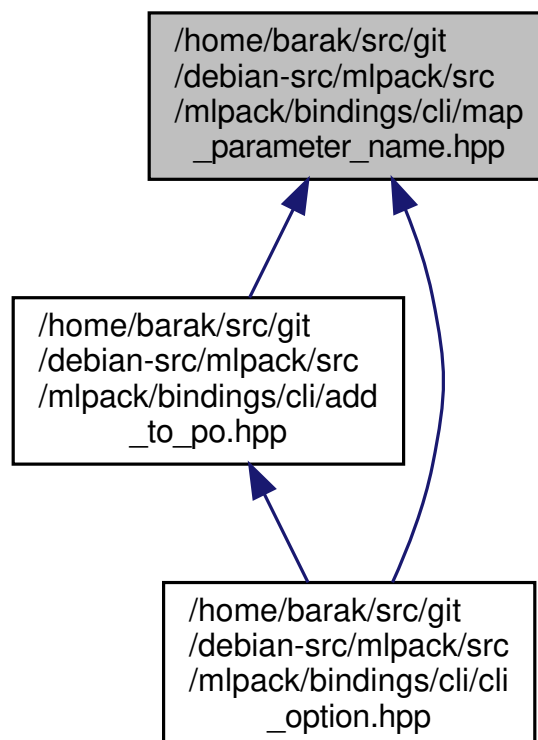 /home/barak/src/git
/debian-src/mlpack/src
/mlpack/bindings/cli/map
_parameter_name.hpp
/home/barak/src/git
/debian-src/mlpack/src
/mlpack/bindings/cli/add
_to_po.hpp
/home/barak/src/git
/debian-src/mlpack/src
/mlpack/bindings/cli/cli
_option.hpp